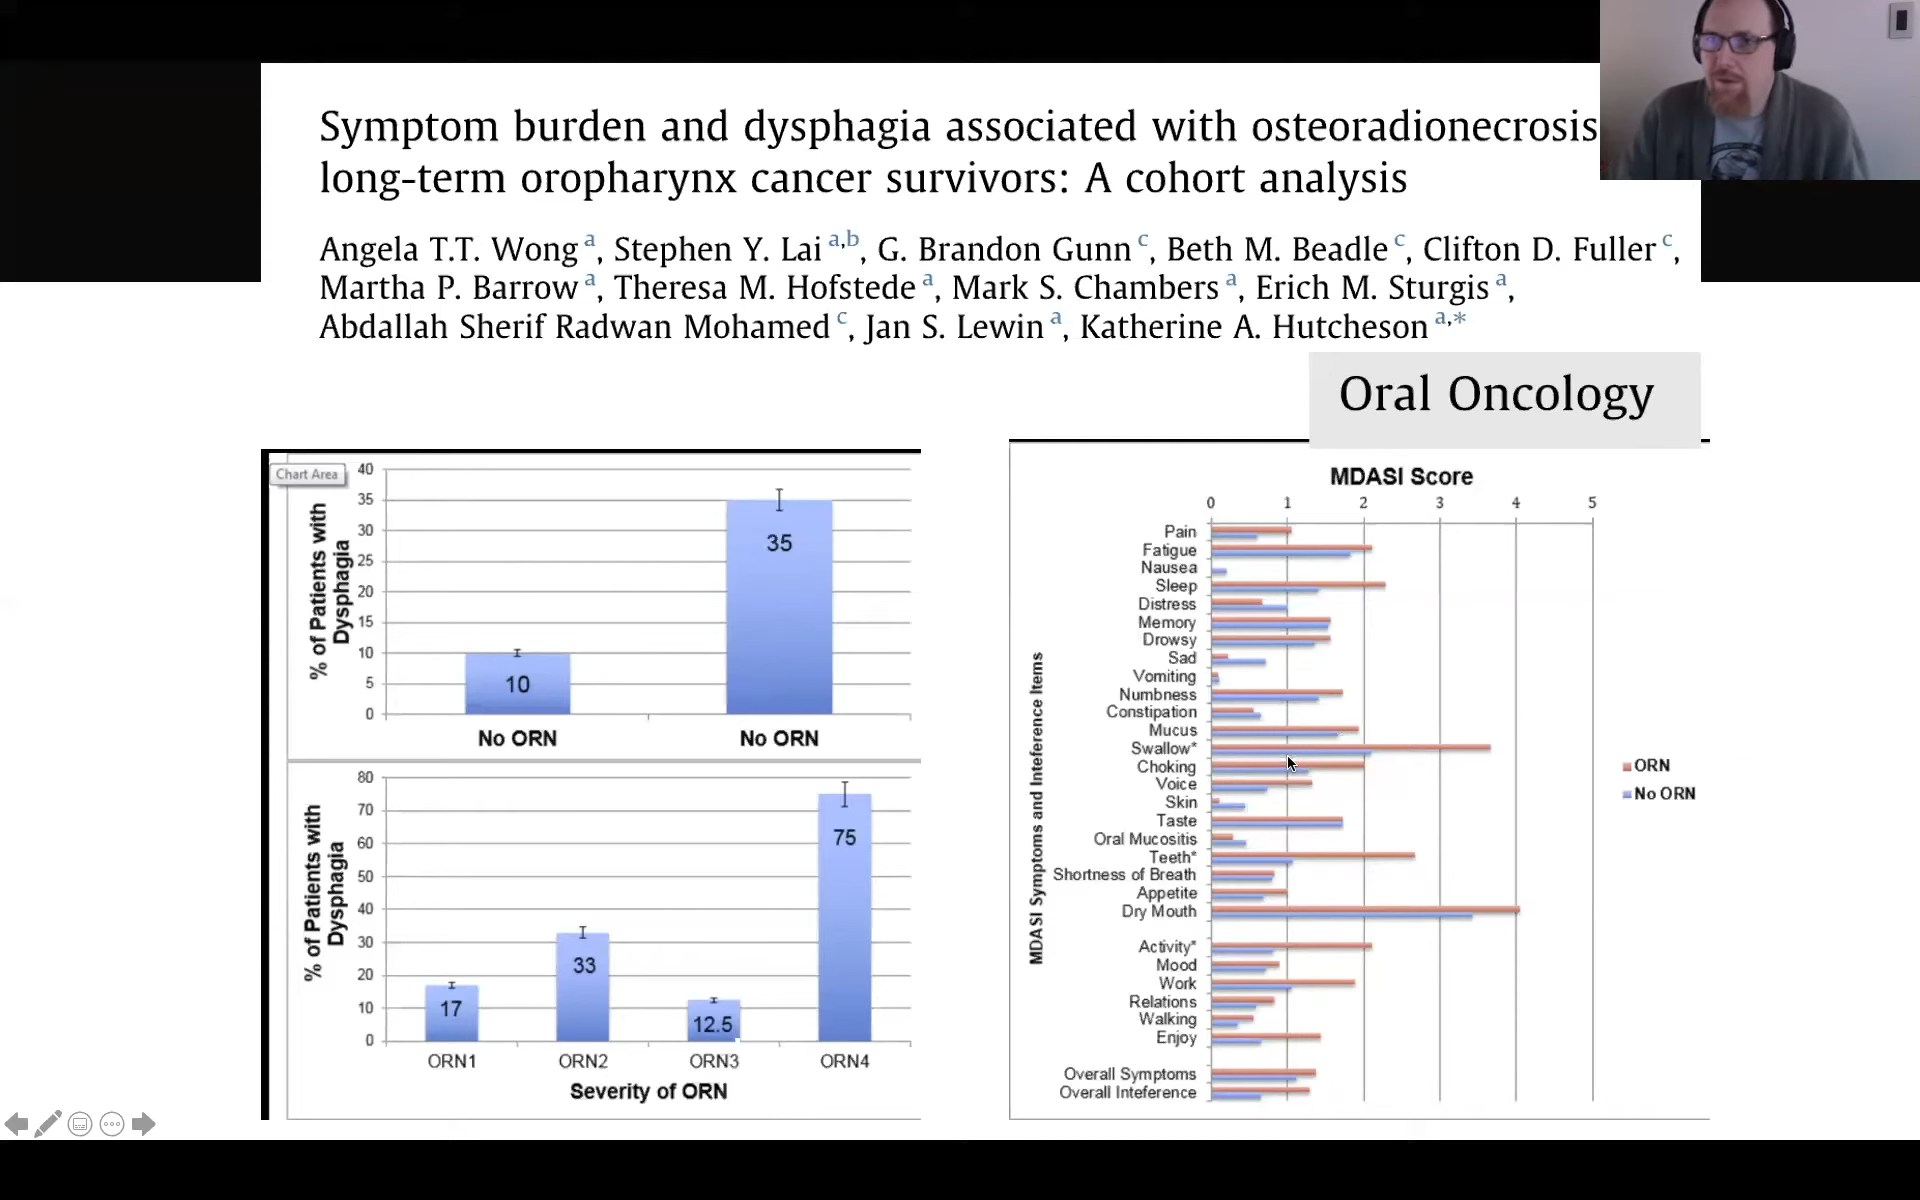 Symptom burden and dysphagia associated with osteoradionecrosis
long-term oropharynx cancer survivors: A cohort analysis
Angela T.T. Wong a, Stephen Y. Lai a,b, G. Brandon Gunn c, Beth M. Beadle c, Clifton D. Fuller c,
Martha P. Barrow a, Theresa M. Hofstede a, Mark S. Chambers a, Erich M. Sturgis a,
Abdallah Sherif Radwan Mohamed c, Jan S. Lewin a, Katherine A. Hutcheson a,*
Oral Oncology
Chart Area
% of Patients with
Dysphagia
40
35
30
25
20
15
10
5
0
10
35
No ORN
No ORN
% of Patients with
Dysphagia
80
70
60
50
40
30
20
10
0
17
33
12.5
75
ORN1
ORN2
ORN3
ORN4
Severity of ORN
MDASI Score
0 1 2 3 4 5
MDASI Symptoms and Inteference Items
Pain
Fatigue
Nausea
Sleep
Distress
Memory
Drowsy
Sad
Vomiting
Numbness
Constipation
Mucus
Swallow*
Choking
Voice
Skin
Taste
Oral Mucositis
Teeth*
Shortness of Breath
Appetite
Dry Mouth
Activity*
Mood
Work
Relations
Walking
Enjoy
Overall Symptoms
Overall Inteference
ORN
No ORN